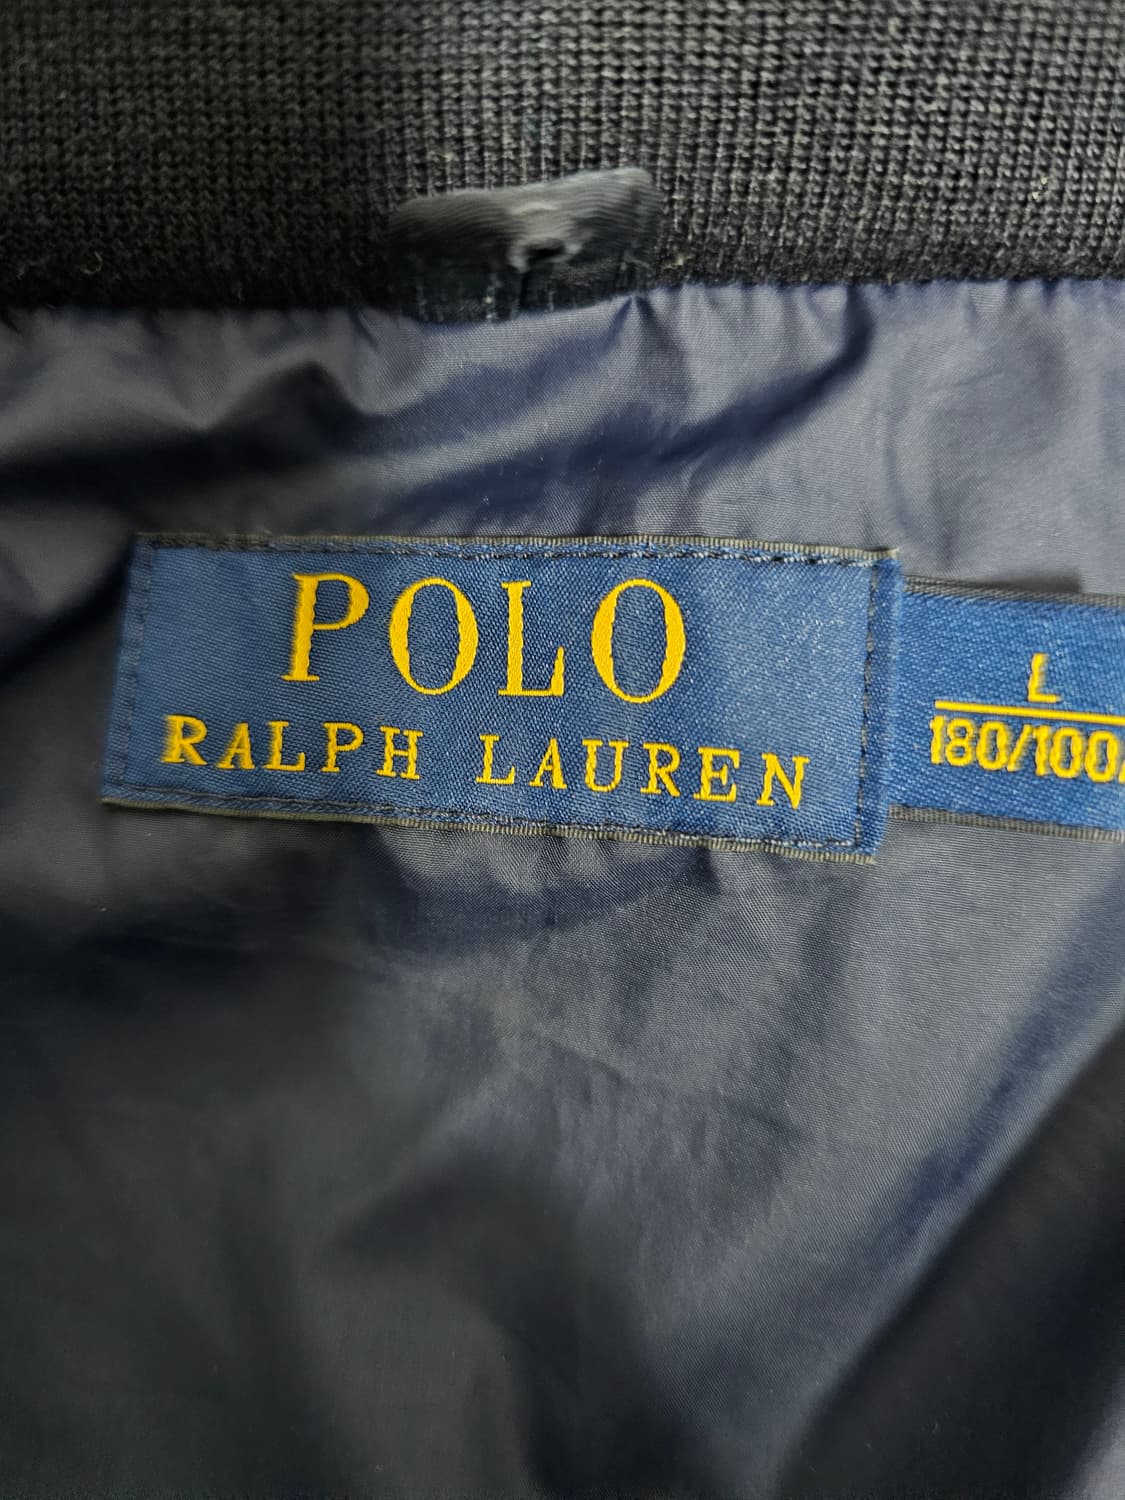 POLO
RALPH LAUREN
L
180/100